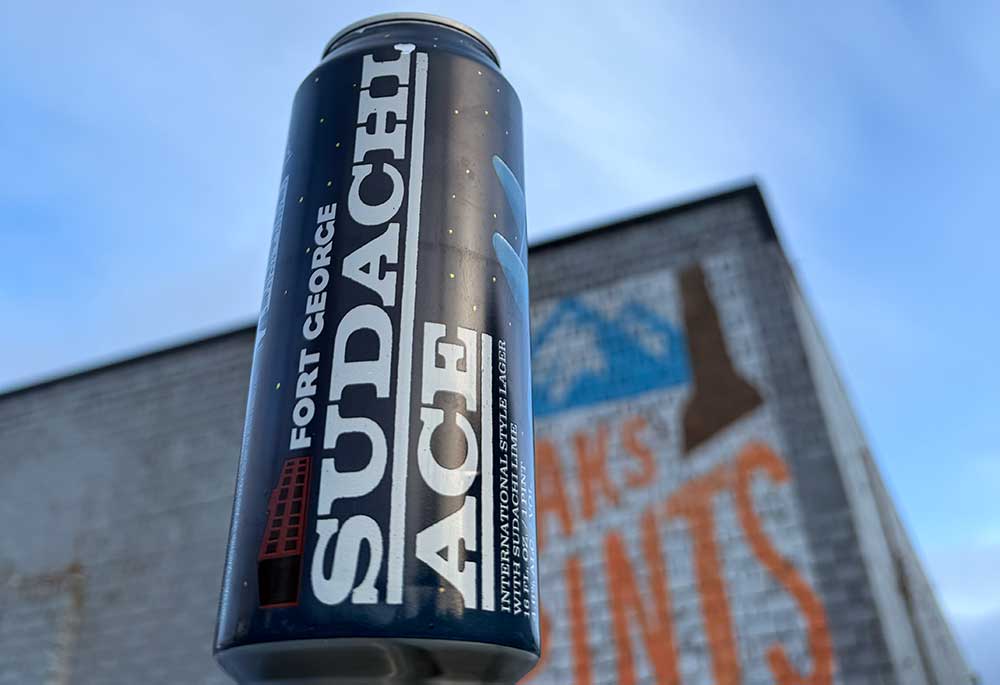 FORT GEORGE
SUDACHI
ACE
INTERNATIONAL STYLE LAGER
WITH SUDACHI LIME
16 FL. OZ. / 1 PINT
AKS
INTS